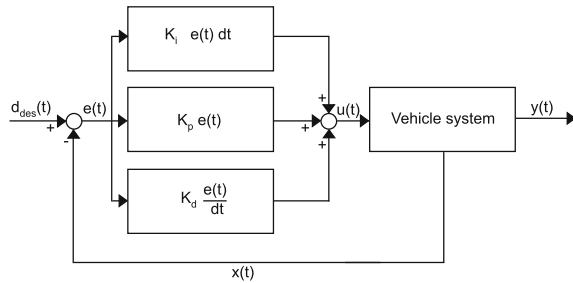 K_i e(t) dt
+
d_des(t)
e(t)
u(t)
y(t)
+
-
K_p e(t)
+
Vehicle system
+
K_d e(t)/dt
x(t)